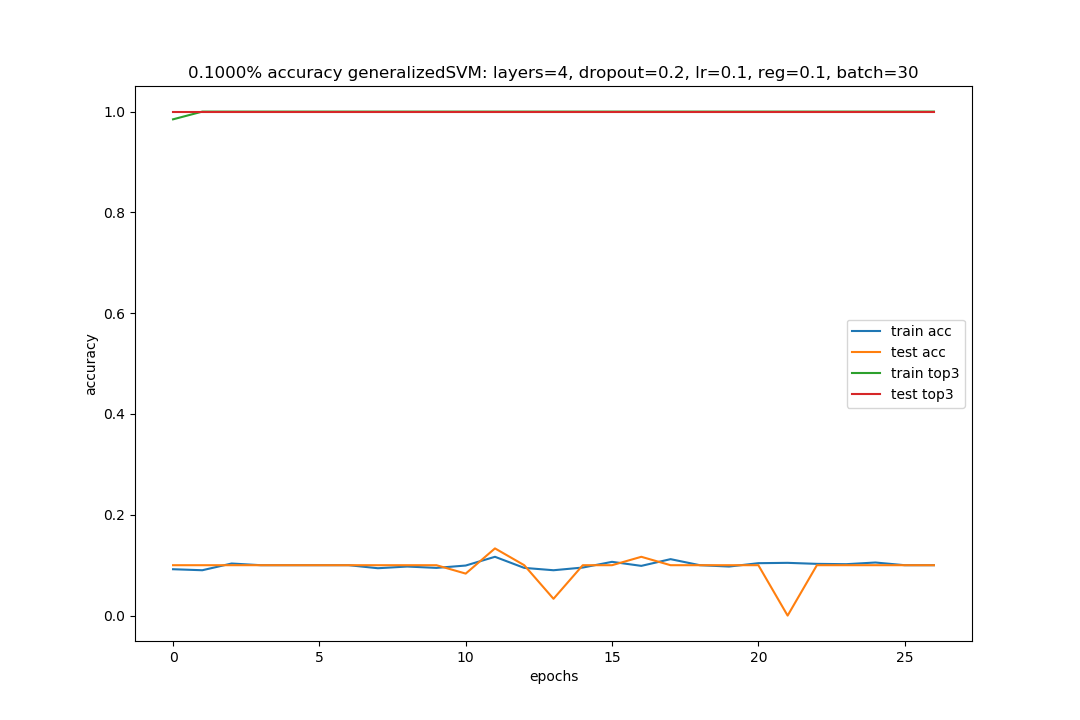 0.1000% accuracy generalizedSVM: layers=4, dropout=0.2, lr=0.1, reg=0.1, batch=30
1.0
0.8
0.6
0.4
0.2
0.0
accuracy
train acc
test acc
train top3
test top3
0 5 10 15 20 25
epochs